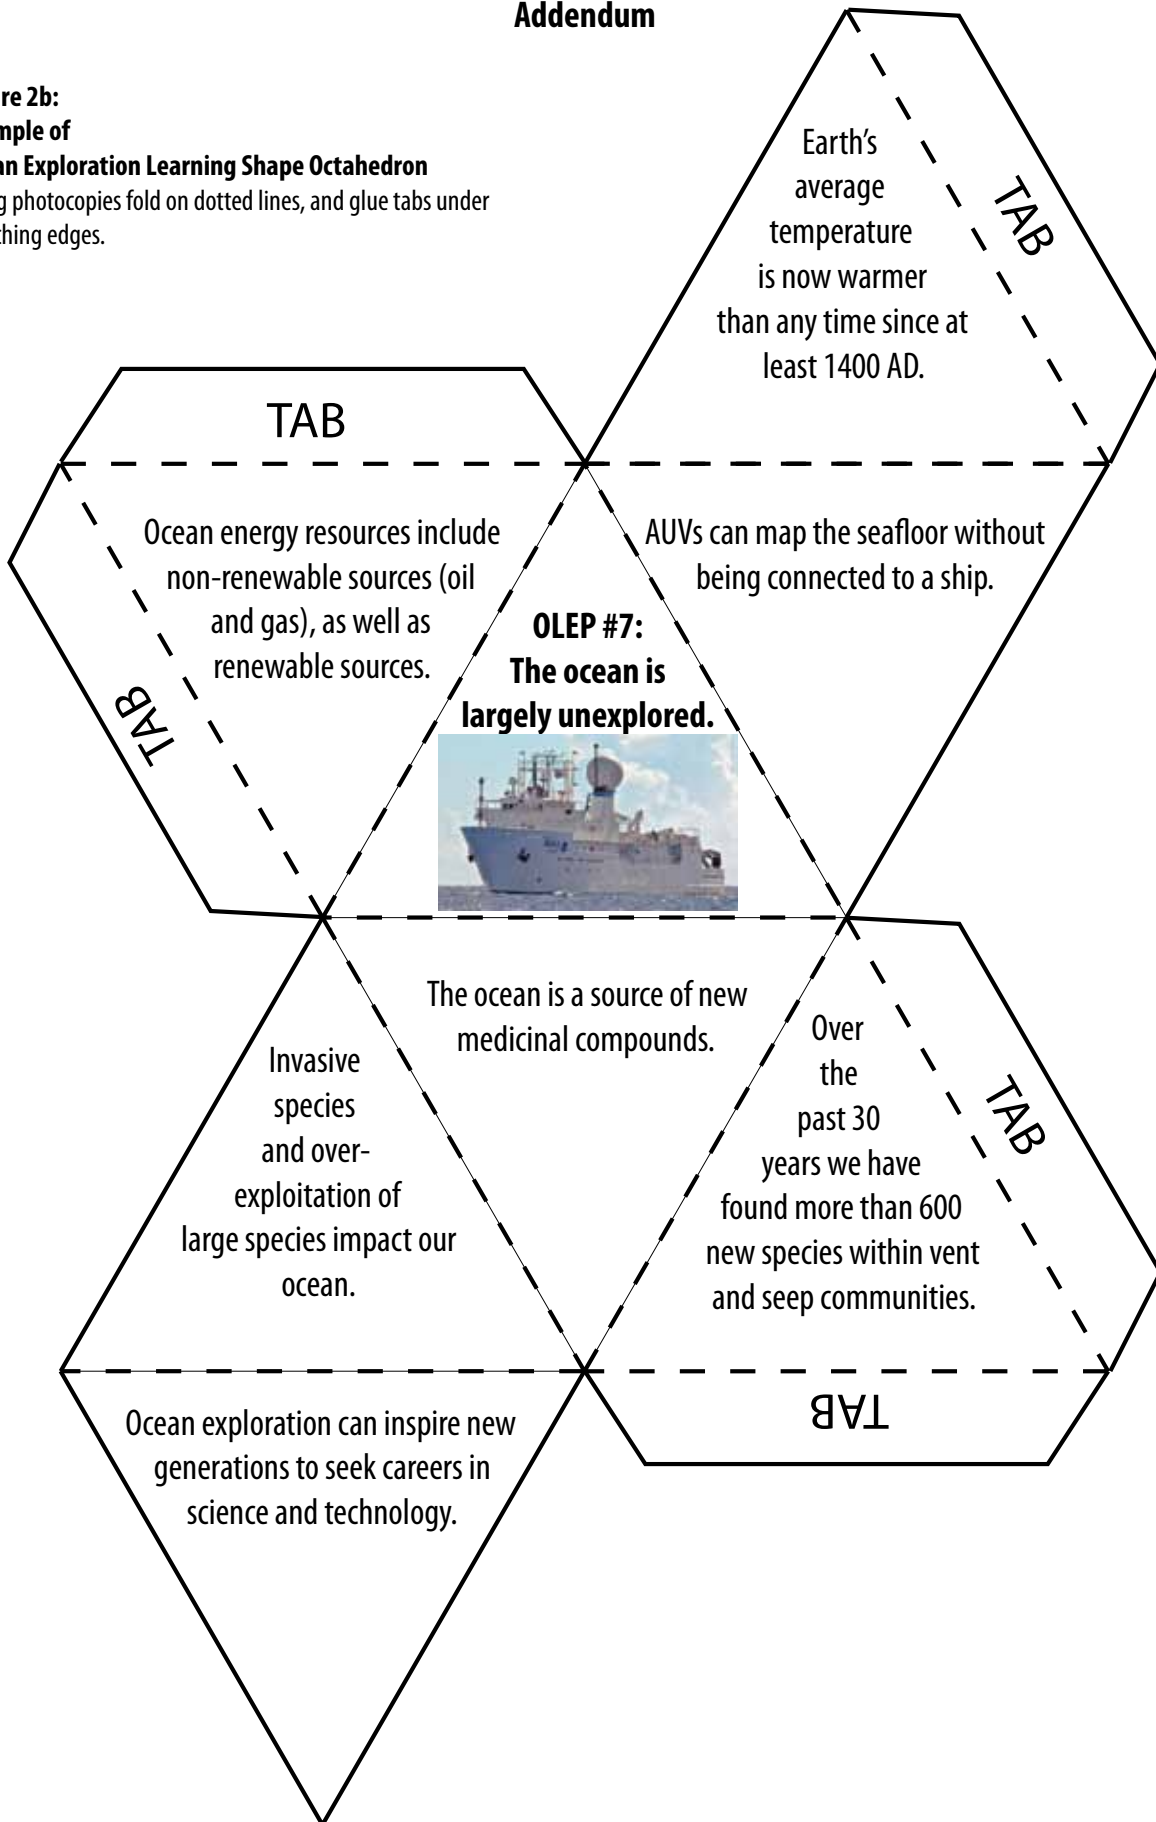 Addendum
re 2b:
mple of
an Exploration Learning Shape Octahedron
g photocopies fold on dotted lines, and glue tabs under
thing edges.
Earth's
average
temperature
is now warmer
than any time since at
least 1400 AD.
TAB
TAB
Ocean energy resources include
non-renewable sources (oil
and gas), as well as
renewable sources.
TAB
AUVs can map the seafloor without
being connected to a ship.
OLEP #7:
The ocean is
largely unexplored.
The ocean is a source of new
medicinal compounds.
Invasive
species
and over-
exploitation of
large species impact our
ocean.
Over
the
past 30
years we have
found more than 600
new species within vent
and seep communities.
TAB
TAB
Ocean exploration can inspire new
generations to seek careers in
science and technology.